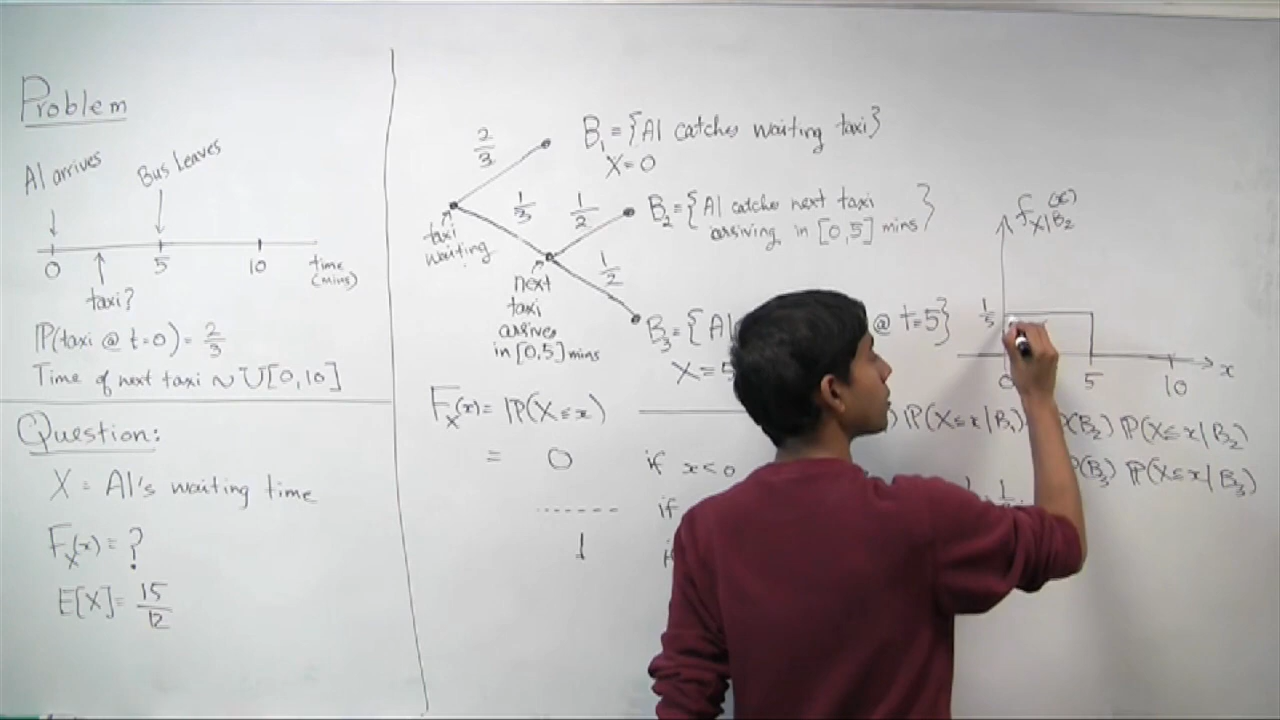 Problem
Al arrives
Bus Leaves
0 5 10 time (mins)
taxi?
P(taxi @ t=0) = 2/3
Time of next taxi ~ U[0,10]
Question:
X = Al's waiting time
F_X(x) = ?
E[X] = 15/12
2/3
B₁ = {Al catches waiting taxi}
X=0
taxi
waiting
1/3
1/2
B₂ = {Al catches next taxi
arriving in [0,5] mins}
1/2
next
taxi
arrives
in [0,5] mins
B₃ = {Al @ t=5}
X=5
F_X(x) = P(X≤x)
= 0 if x<0
------- if
1
) P(X≤x|B₁) P(B₂) P(X≤x|B₂)
P(B₃) P(X≤x|B₃)
f_X|B₂(x)
1/5
0 5 10 x